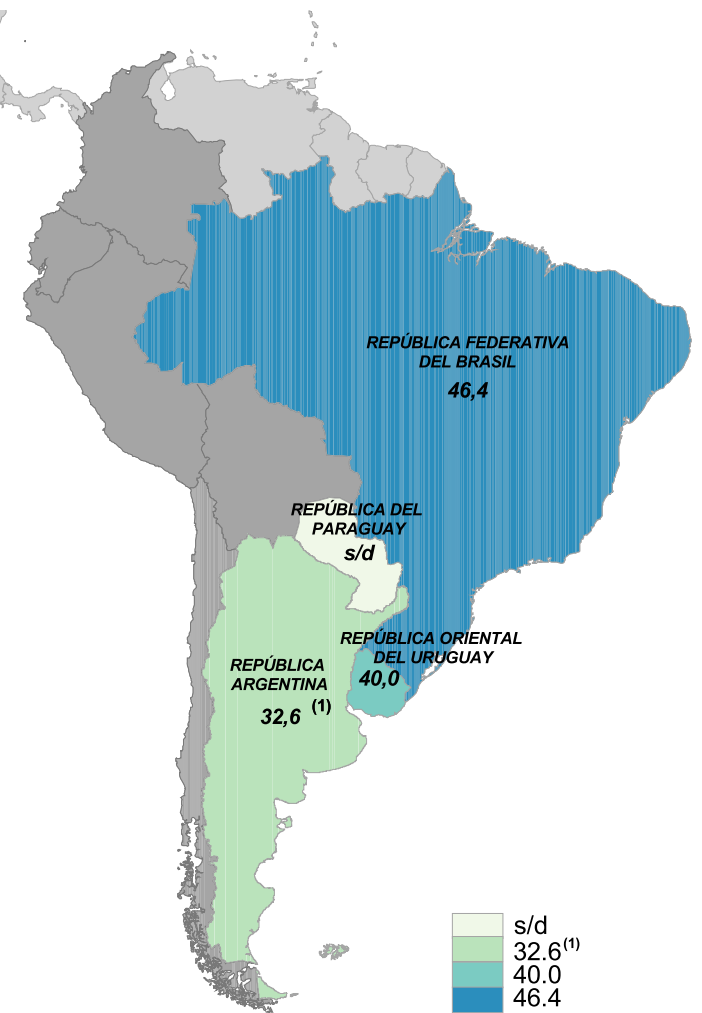 REPÚBLICA FEDERATIVA
DEL BRASIL
46,4
REPÚBLICA DEL
PARAGUAY
s/d
REPÚBLICA ORIENTAL
DEL URUGUAY
40,0
REPÚBLICA
ARGENTINA
32,6 (1)
s/d
32.6(1)
40.0
46.4